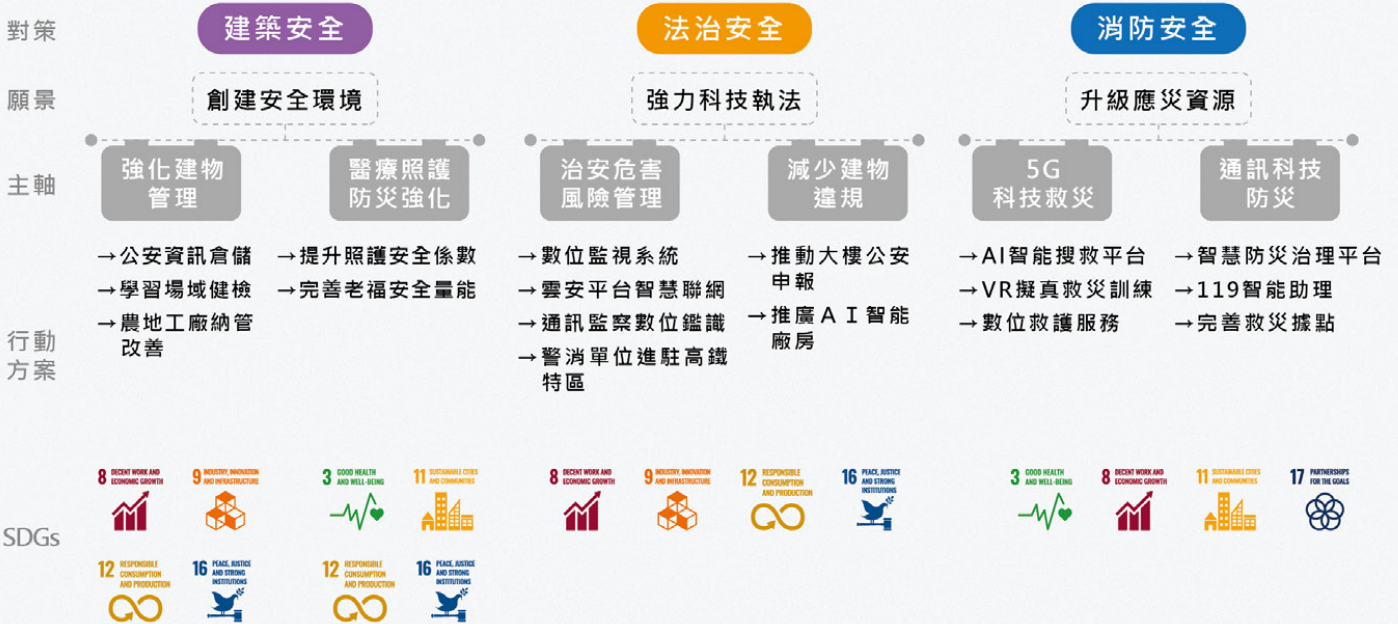 對策
建築安全
法治安全
消防安全
願景
創建安全環境
強力科技執法
升級應災資源
主軸
強化建物
管理
醫療照護
防災強化
治安危害
風險管理
減少建物
違規
5G
科技救災
通訊科技
防災
行動
方案
→公安資訊倉儲
→學習場域健檢
→農地工廠納管
改善
→提升照護安全係數
→完善老福安全量能
→數位監視系統
→雲安平台智慧聯網
→通訊監察數位鑑識
→警消單位進駐高鐵
特區
→推動大樓公安
申報
→推廣AI智能
廠房
→AI智能搜救平台
→VR擬真救災訓練
→數位救護服務
→智慧防災治理平台
→119智能助理
→完善救災據點
SDGs
8 DECENT WORK AND
ECONOMIC GROWTH
9 INDUSTRY, INNOVATION
AND INFRASTRUCTURE
3 GOOD HEALTH
AND WELL-BEING
11 SUSTAINABLE CITIES
AND COMMUNITIES
8 DECENT WORK AND
ECONOMIC GROWTH
9 INDUSTRY, INNOVATION
AND INFRASTRUCTURE
12 RESPONSIBLE
CONSUMPTION
AND PRODUCTION
16 PEACE, JUSTICE
AND STRONG
INSTITUTIONS
3 GOOD HEALTH
AND WELL-BEING
8 DECENT WORK AND
ECONOMIC GROWTH
11 SUSTAINABLE CITIES
AND COMMUNITIES
17 PARTNERSHIPS
FOR THE GOALS
12 RESPONSIBLE
CONSUMPTION
AND PRODUCTION
16 PEACE, JUSTICE
AND STRONG
INSTITUTIONS
12 RESPONSIBLE
CONSUMPTION
AND PRODUCTION
16 PEACE, JUSTICE
AND STRONG
INSTITUTIONS